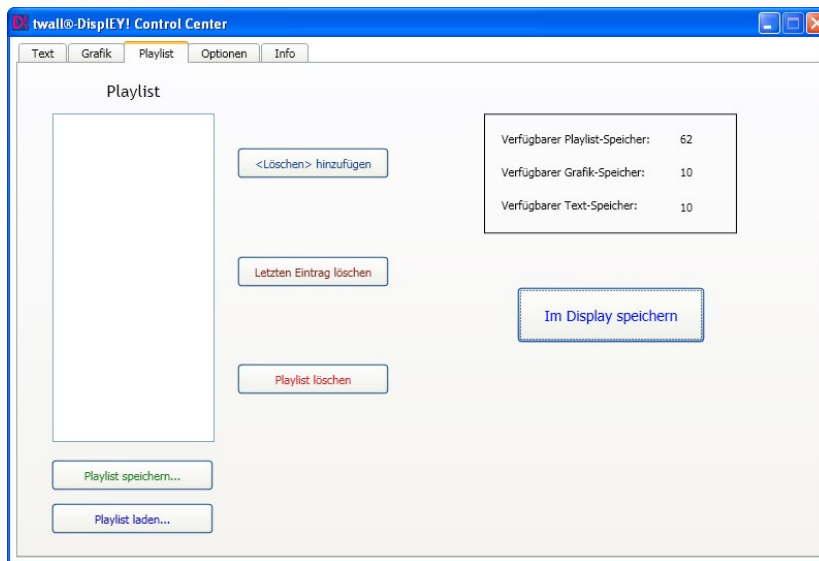 D! twall®-DisplEY! Control Center
Text Grafik Playlist Optionen Info
Playlist
<Löschen> hinzufügen
Letzten Eintrag löschen
Playlist löschen
Playlist speichern...
Playlist laden...
Verfügbarer Playlist-Speicher: 62
Verfügbarer Grafik-Speicher: 10
Verfügbarer Text-Speicher: 10
Im Display speichern